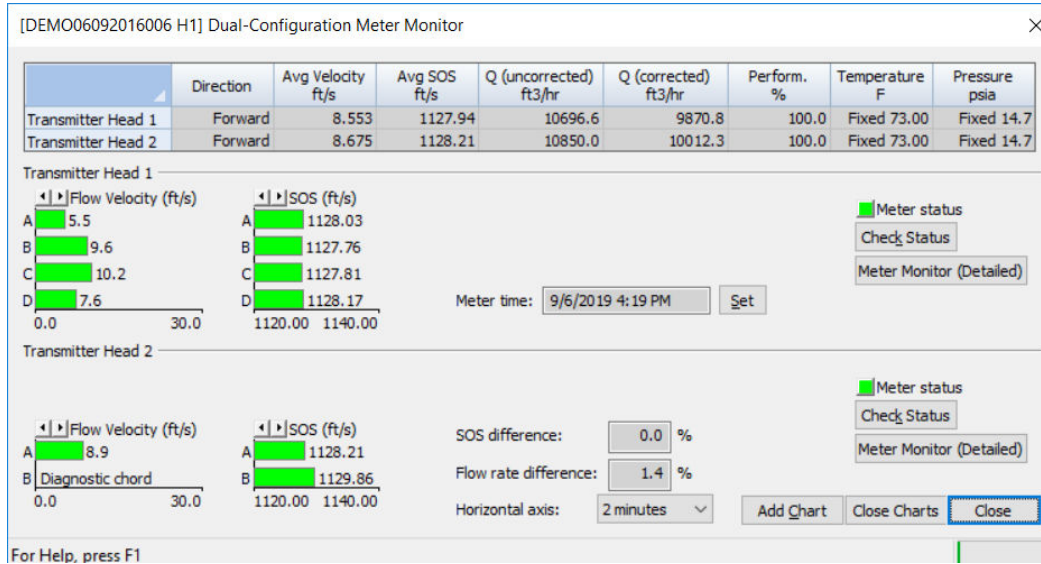 [DEMO06092016006 H1] Dual-Configuration Meter Monitor
Direction Avg Velocity ft/s Avg SOS ft/s Q (uncorrected) ft3/hr Q (corrected) ft3/hr Perform. % Temperature F Pressure psia
Transmitter Head 1 Forward 8.553 1127.94 10696.6 9870.8 100.0 Fixed 73.00 Fixed 14.7
Transmitter Head 2 Forward 8.675 1128.21 10850.0 10012.3 100.0 Fixed 73.00 Fixed 14.7
Transmitter Head 1
Flow Velocity (ft/s) SOS (ft/s)
A 5.5 A 1128.03
B 9.6 B 1127.76
C 10.2 C 1127.81
D 7.6 D 1128.17
0.0 30.0 1120.00 1140.00
Meter time: 9/6/2019 4:19 PM Set
Meter status
Check Status
Meter Monitor (Detailed)
Transmitter Head 2
Flow Velocity (ft/s) SOS (ft/s)
A 8.9 A 1128.21
B Diagnostic chord B 1129.86
0.0 30.0 1120.00 1140.00
SOS difference: 0.0 %
Flow rate difference: 1.4 %
Horizontal axis: 2 minutes
Meter status
Check Status
Meter Monitor (Detailed)
Add Chart Close Charts Close
For Help, press F1